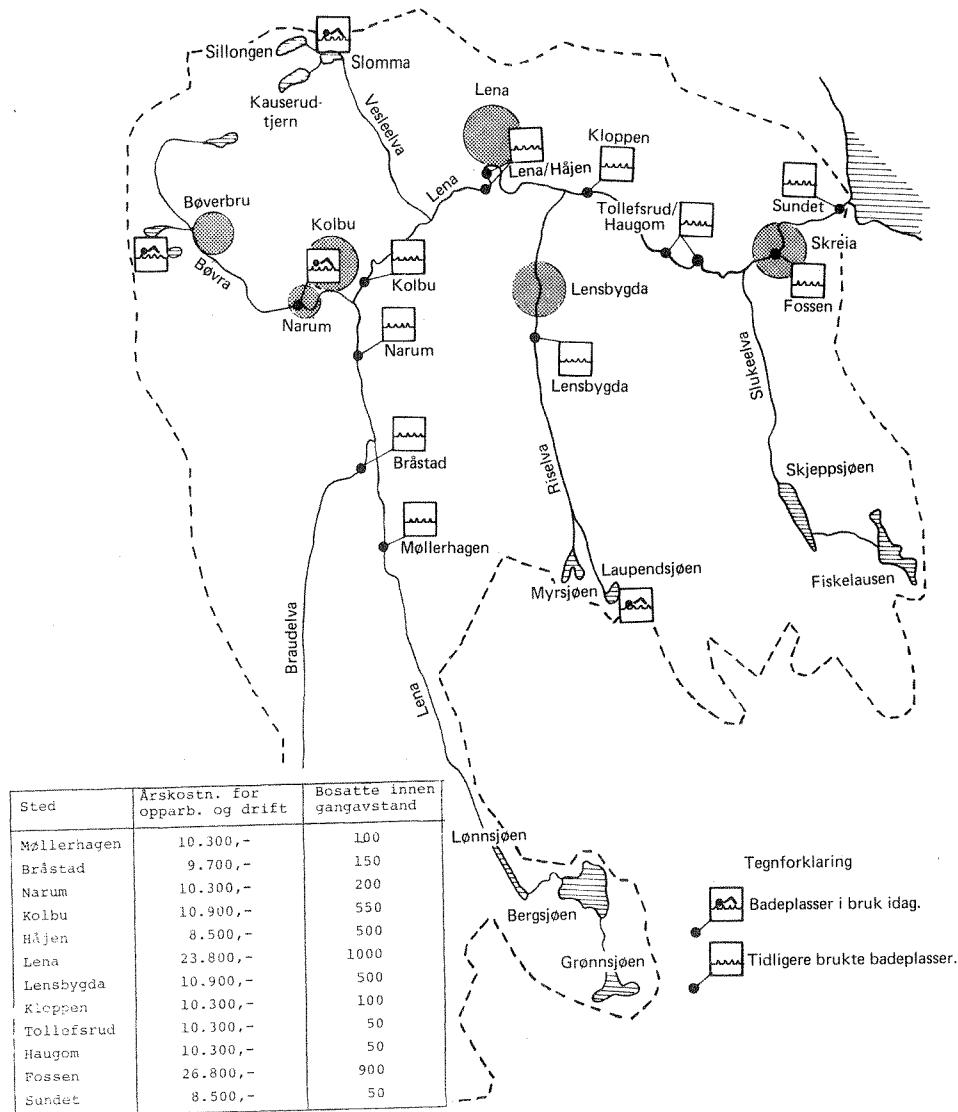 Sillongen
Slomma
Kauserud-
tjern
Vesleelva
Lena
Kloppen
Lena/Håjen
Lena
Bøverbru
Kolbu
Tollefsrud/
Haugom
Sundet
Skreia
Bøvra
Kolbu
Narum
Lensbygda
Fossen
Narum
Lensbygda
Slukeelva
Bråstad
Riselva
Skjeppsjøen
Møllerhagen
Laupendsjøen
Myrsjøen
Fiskelausen
Braudelva
Lena
Sted Årskostn. for opparb. og drift Bosatte innen gangavstand
Møllerhagen 10.300,- 100
Bråstad 9.700,- 150
Narum 10.300,- 200
Kolbu 10.900,- 550
Håjen 8.500,- 500
Lena 23.800,- 1000
Lensbygda 10.900,- 500
Kloppen 10.300,- 100
Tollefsrud 10.300,- 50
Haugom 10.300,- 50
Fossen 26.800,- 900
Sundet 8.500,- 50
Lønnsjøen
Bergsjøen
Grønnsjøen
Tegnforklaring
Badeplasser i bruk idag.
Tidligere brukte badeplasser.